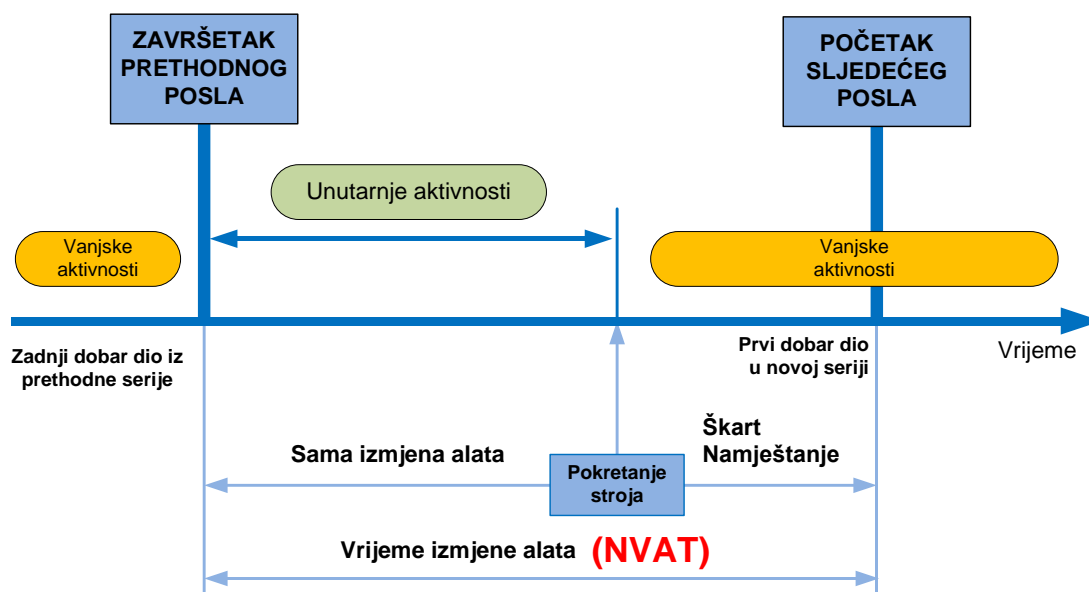 ZAVRŠETAK
PRETHODNOG
POSLA
POČETAK
SLJEDEĆEG
POSLA
Unutarnje aktivnosti
Vanjske
aktivnosti
Vanjske
aktivnosti
Zadnji dobar dio iz
prethodne serije
Prvi dobar dio
u novoj seriji
Vrijeme
Sama izmjena alata
Pokretanje
stroja
Škart
Namještanje
Vrijeme izmjene alata (NVAT)